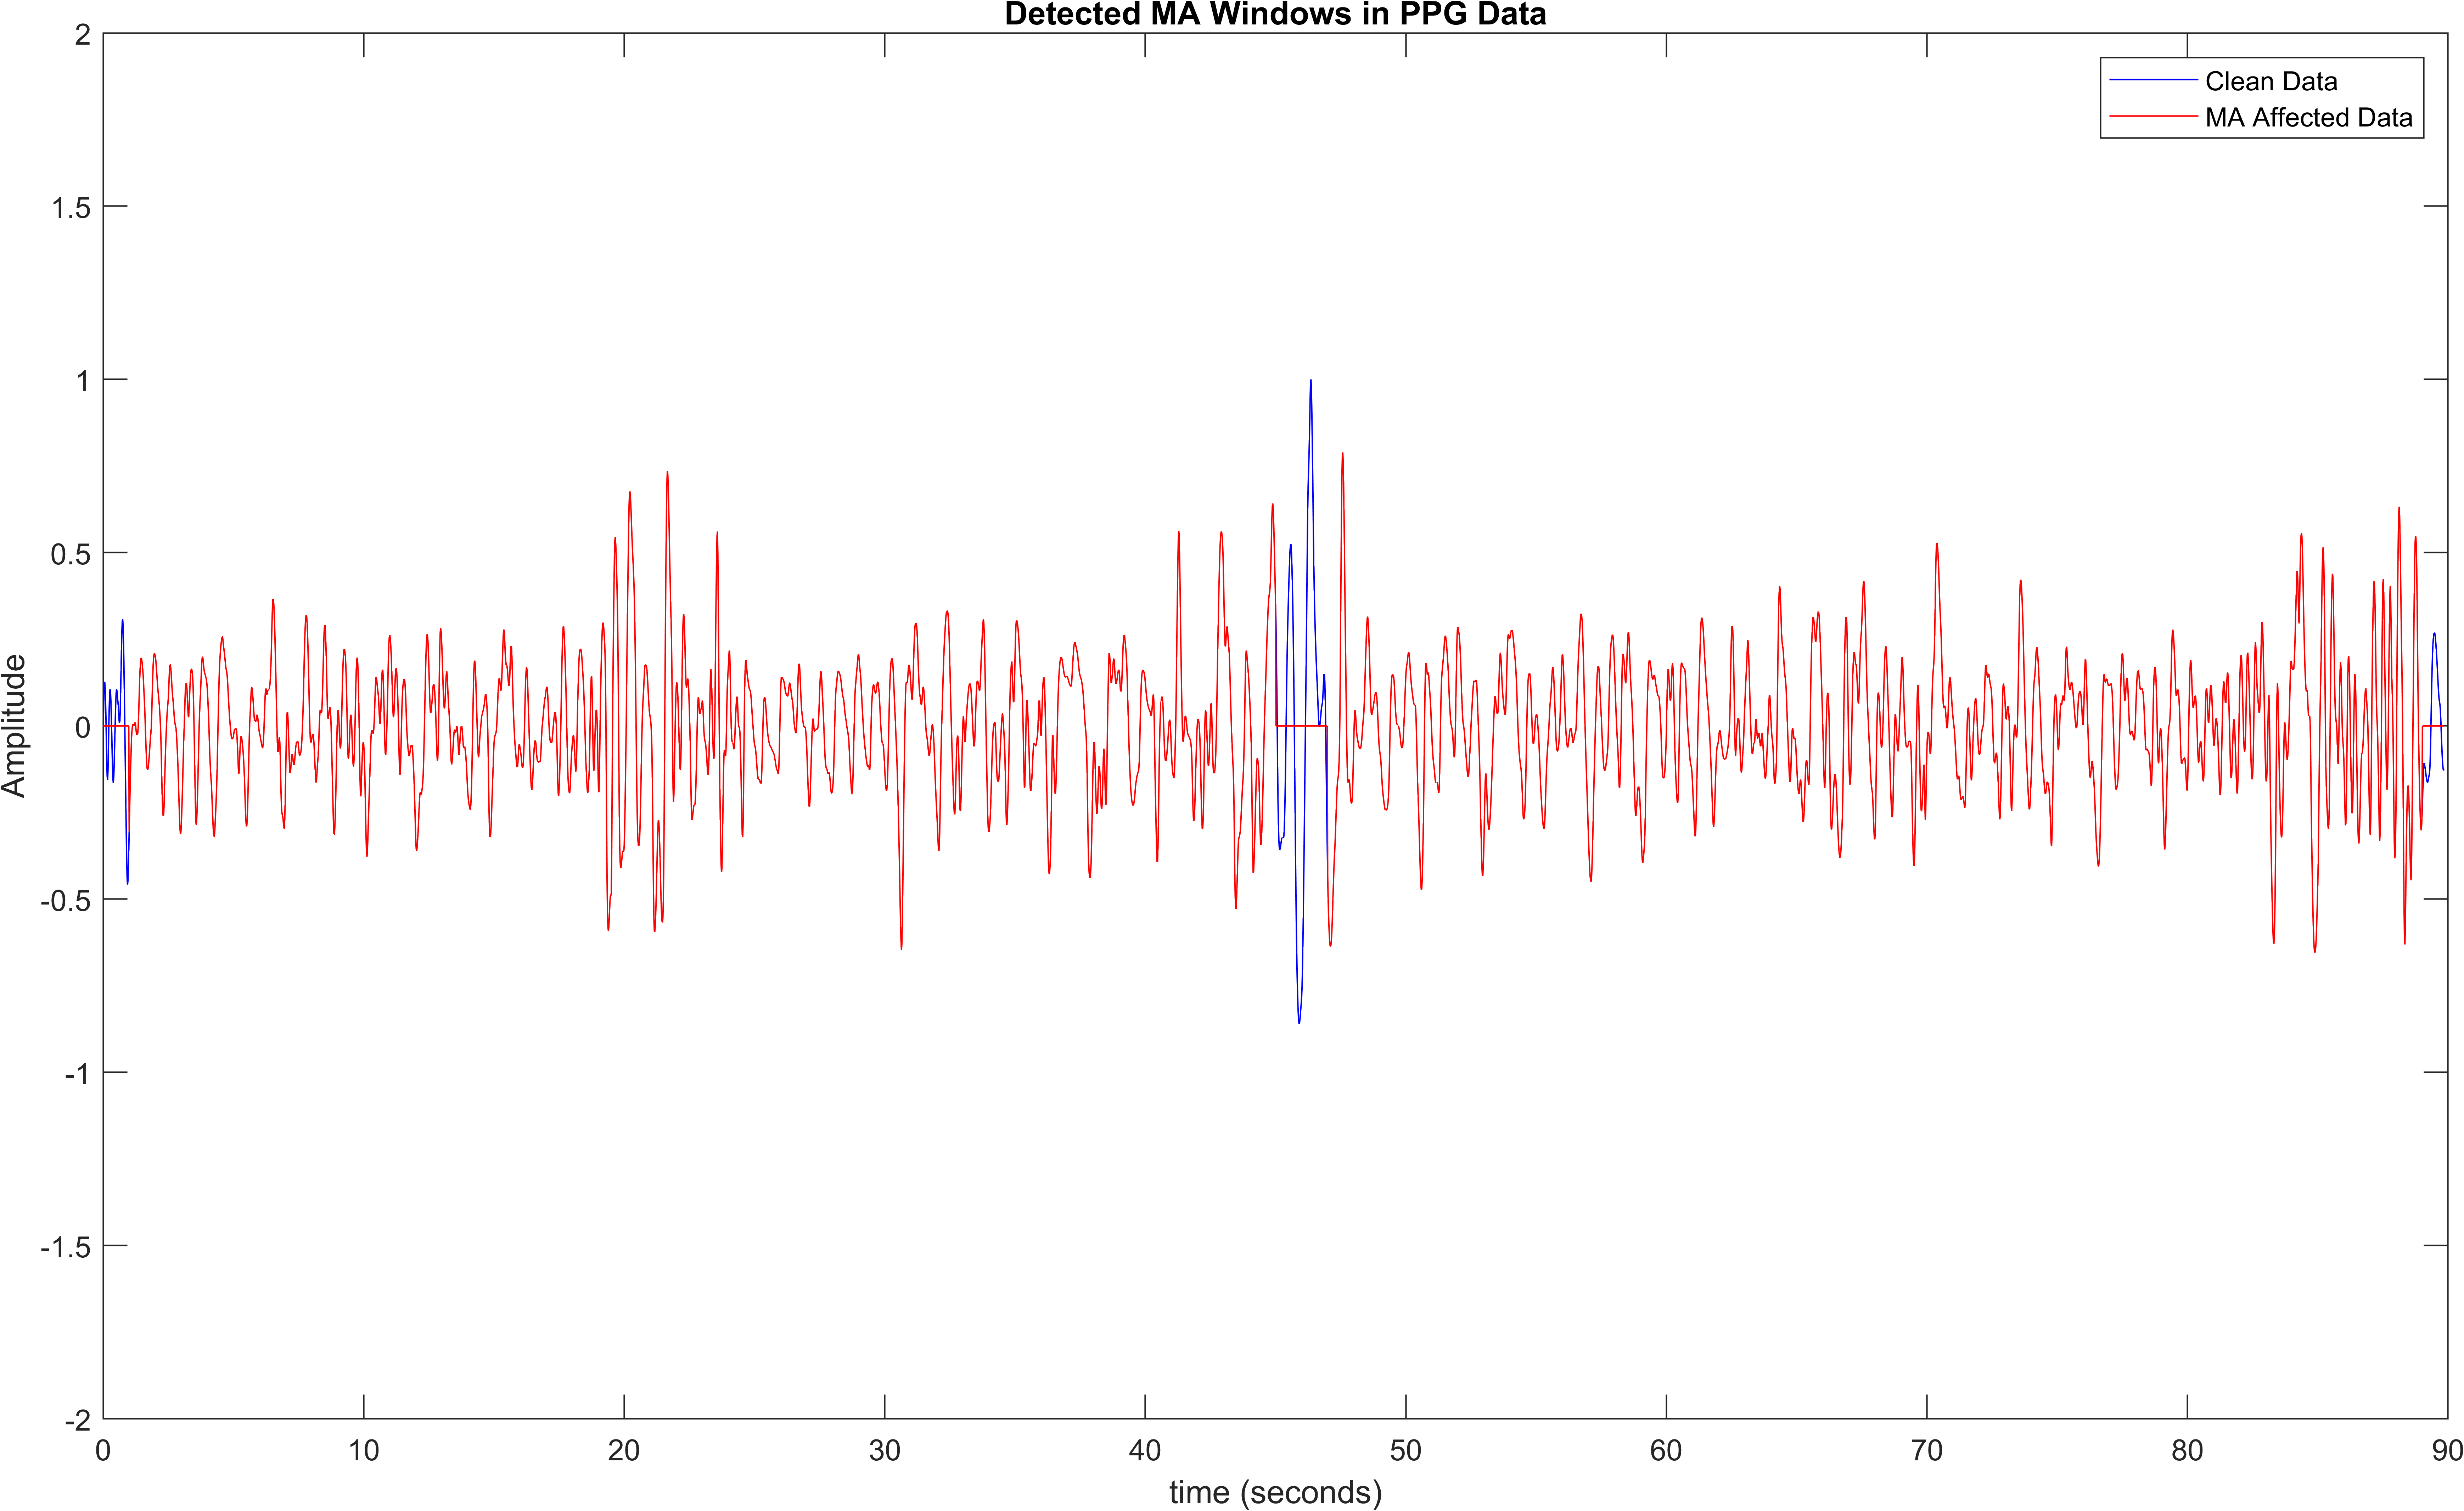 Detected MA Windows in PPG Data
Clean Data
MA Affected Data
Amplitude
2
1.5
1
0.5
0
-0.5
-1
-1.5
-2
0 10 20 30 40 50 60 70 80 90
time (seconds)